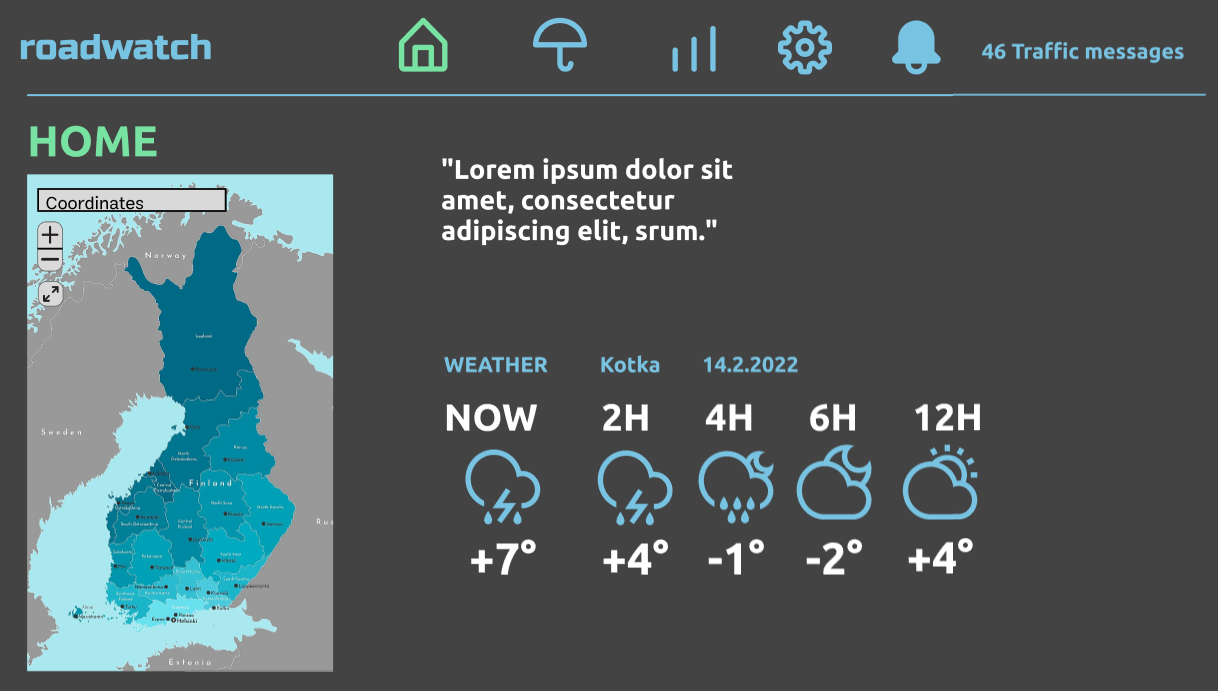 roadwatch
46 Traffic messages
HOME
"Lorem ipsum dolor sit
amet, consectetur
adipiscing elit, srum."
Coordinates
Norway
Lapland
Sweden
Finland
Helsinki
Estonia
WEATHER Kotka 14.2.2022
NOW 2H 4H 6H 12H
+7° +4° -1° -2° +4°